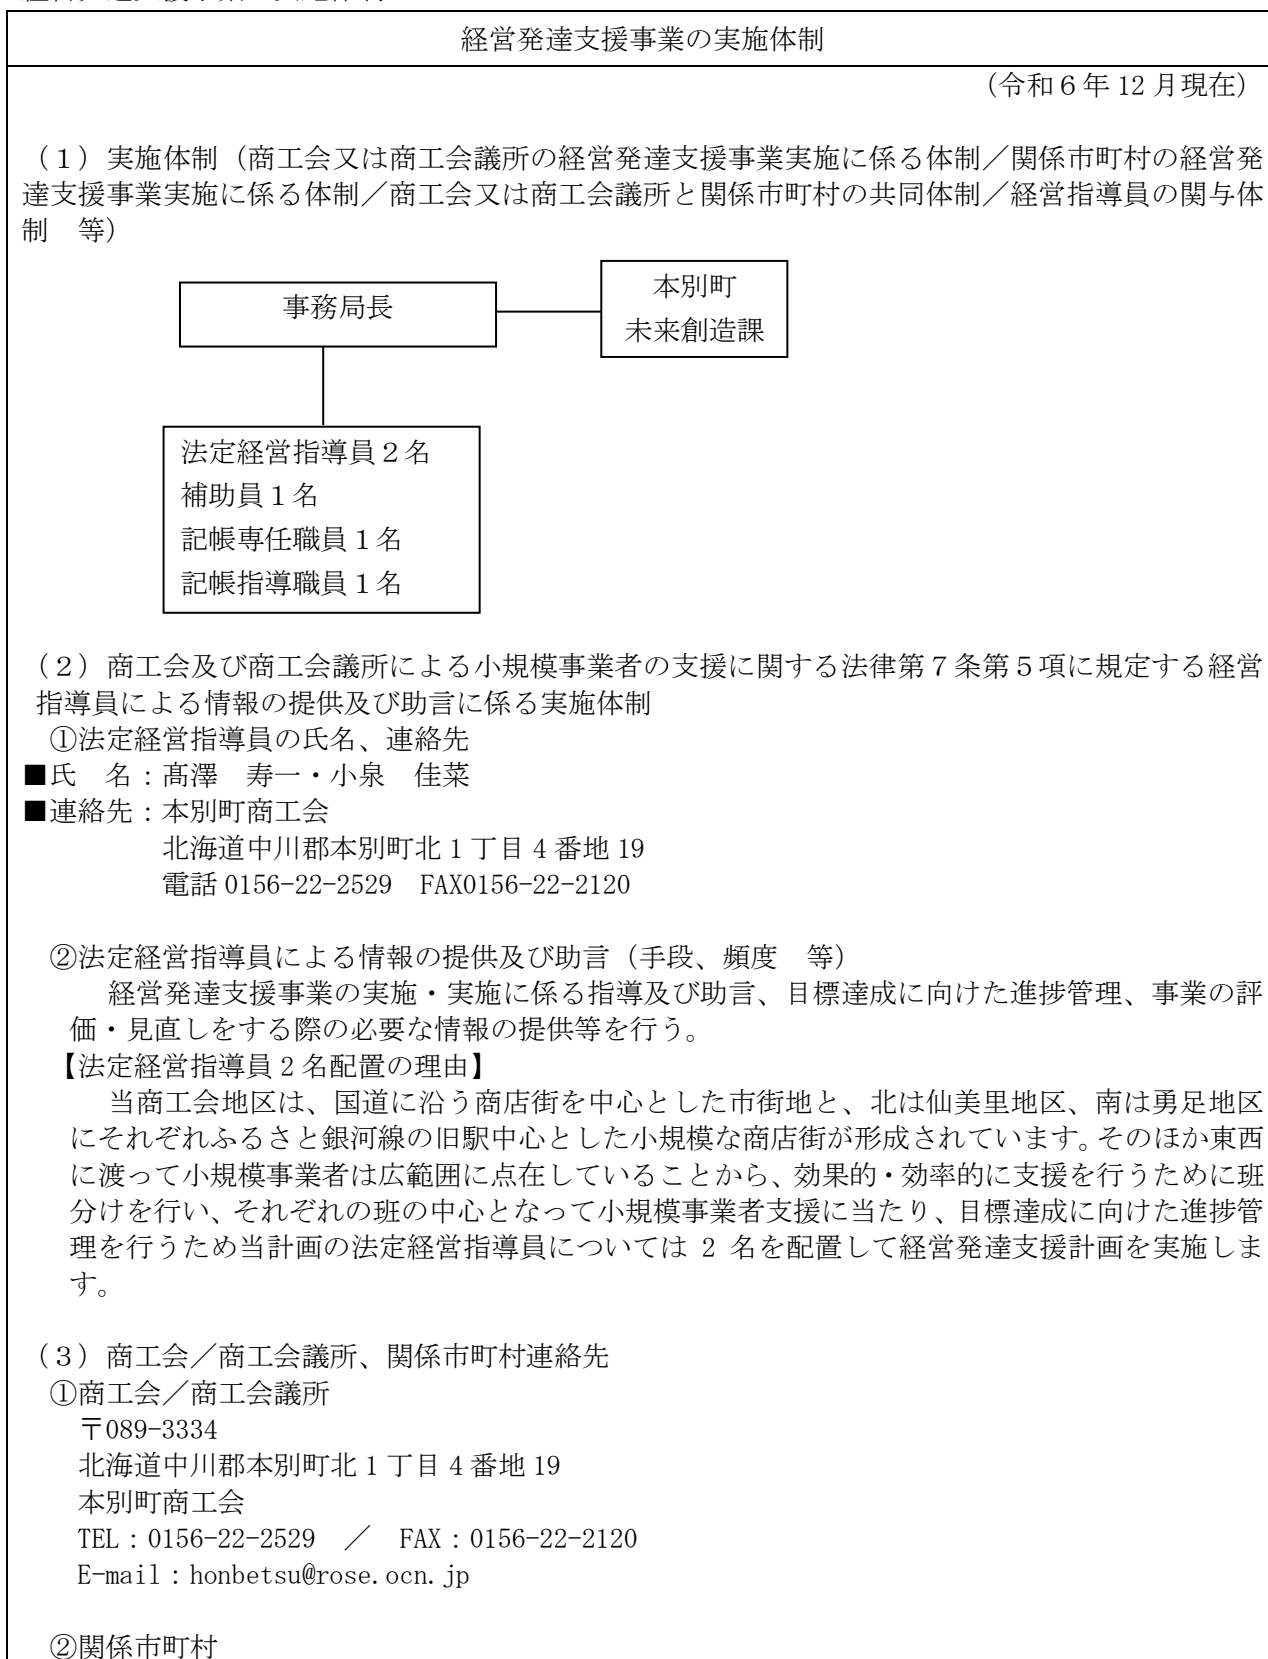 経営発達支援事業の実施体制
（令和６年 12 月現在）
（１）実施体制（商工会又は商工会議所の経営発達支援事業実施に係る体制／関係市町村の経営発
達支援事業実施に係る体制／商工会又は商工会議所と関係市町村の共同体制／経営指導員の関与体
制　等）
事務局長
本別町
未来創造課
法定経営指導員２名
補助員１名
記帳専任職員１名
記帳指導職員１名
（２）商工会及び商工会議所による小規模事業者の支援に関する法律第７条第５項に規定する経営
指導員による情報の提供及び助言に係る実施体制
①法定経営指導員の氏名、連絡先
■氏　名：髙澤　寿一・小泉　佳菜
■連絡先：本別町商工会
北海道中川郡本別町北 1 丁目 4 番地 19
電話 0156-22-2529　FAX0156-22-2120
②法定経営指導員による情報の提供及び助言（手段、頻度　等）
経営発達支援事業の実施・実施に係る指導及び助言、目標達成に向けた進捗管理、事業の評
価・見直しをする際の必要な情報の提供等を行う。
【法定経営指導員 2 名配置の理由】
当商工会地区は、国道に沿う商店街を中心とした市街地と、北は仙美里地区、南は勇足地区
にそれぞれふるさと銀河線の旧駅中心とした小規模な商店街が形成されています。そのほか東西
に渡って小規模事業者は広範囲に点在していることから、効果的・効率的に支援を行うために班
分けを行い、それぞれの班の中心となって小規模事業者支援に当たり、目標達成に向けた進捗管
理を行うため当計画の法定経営指導員については 2 名を配置して経営発達支援計画を実施しま
す。
（３）商工会／商工会議所、関係市町村連絡先
①商工会／商工会議所
〒089-3334
北海道中川郡本別町北 1 丁目 4 番地 19
本別町商工会
TEL：0156-22-2529　／　FAX：0156-22-2120
E-mail：honbetsu@rose.ocn.jp
②関係市町村